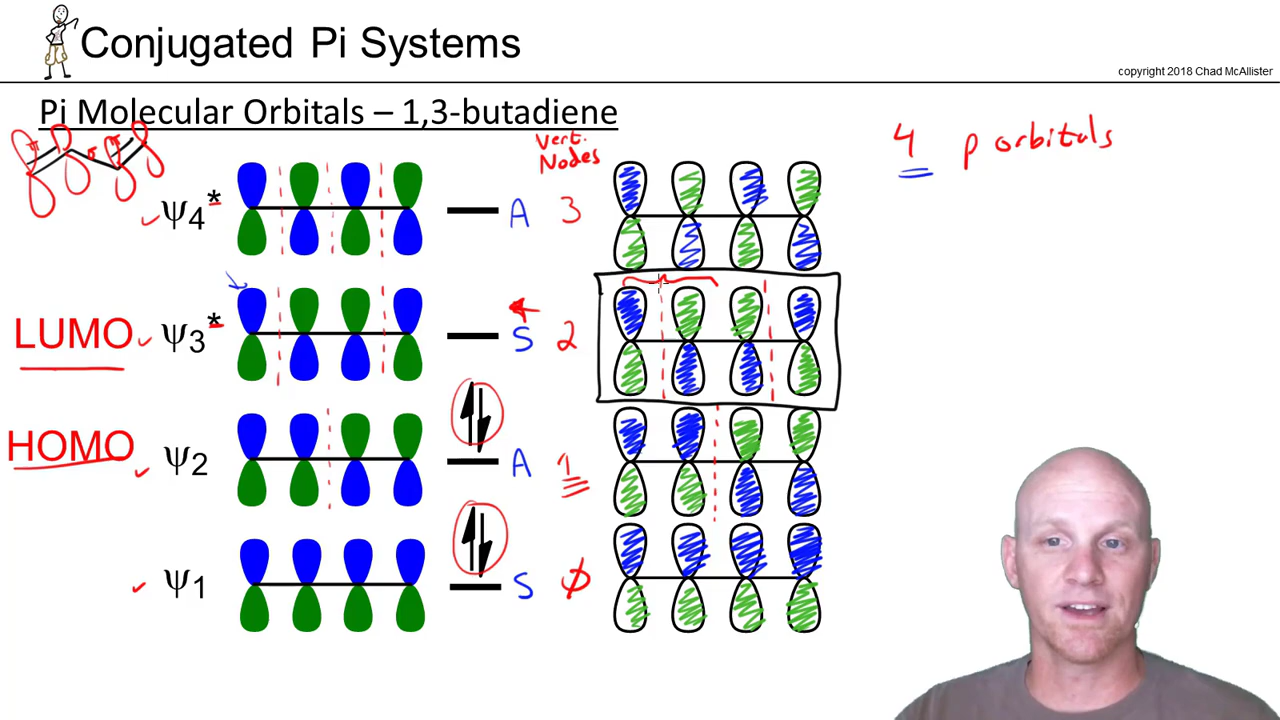 Conjugated Pi Systems
copyright 2018 Chad McAllister
Pi Molecular Orbitals – 1,3-butadiene
π σ π
Vert. Nodes
4 p orbitals
ψ4* A 3
LUMO ψ3* S 2
HOMO ψ2 A 1
ψ1 S 0